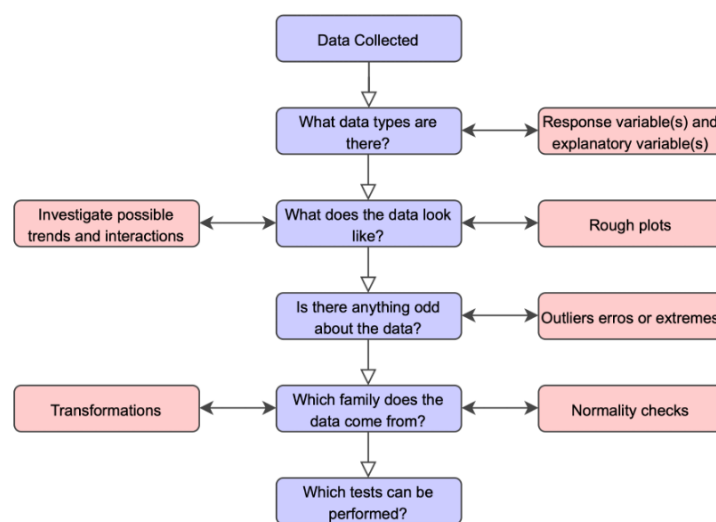 Data Collected
What data types are
there?
Response variable(s) and
explanatory variable(s)
Investigate possible
trends and interactions
What does the data look
like?
Rough plots
Is there anything odd
about the data?
Outliers erros or extremes
Transformations
Which family does the
data come from?
Normality checks
Which tests can be
performed?